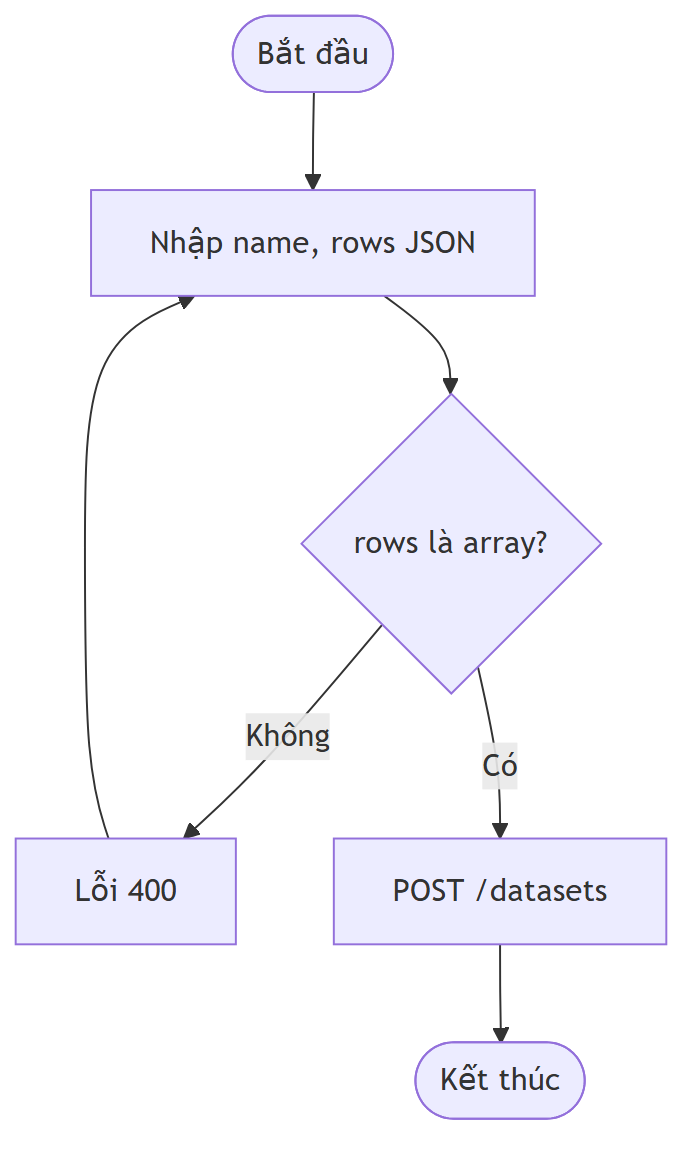 Bắt đầu
Nhập name, rows JSON
rows là array?
Không
Có
Lỗi 400
POST /datasets
Kết thúc